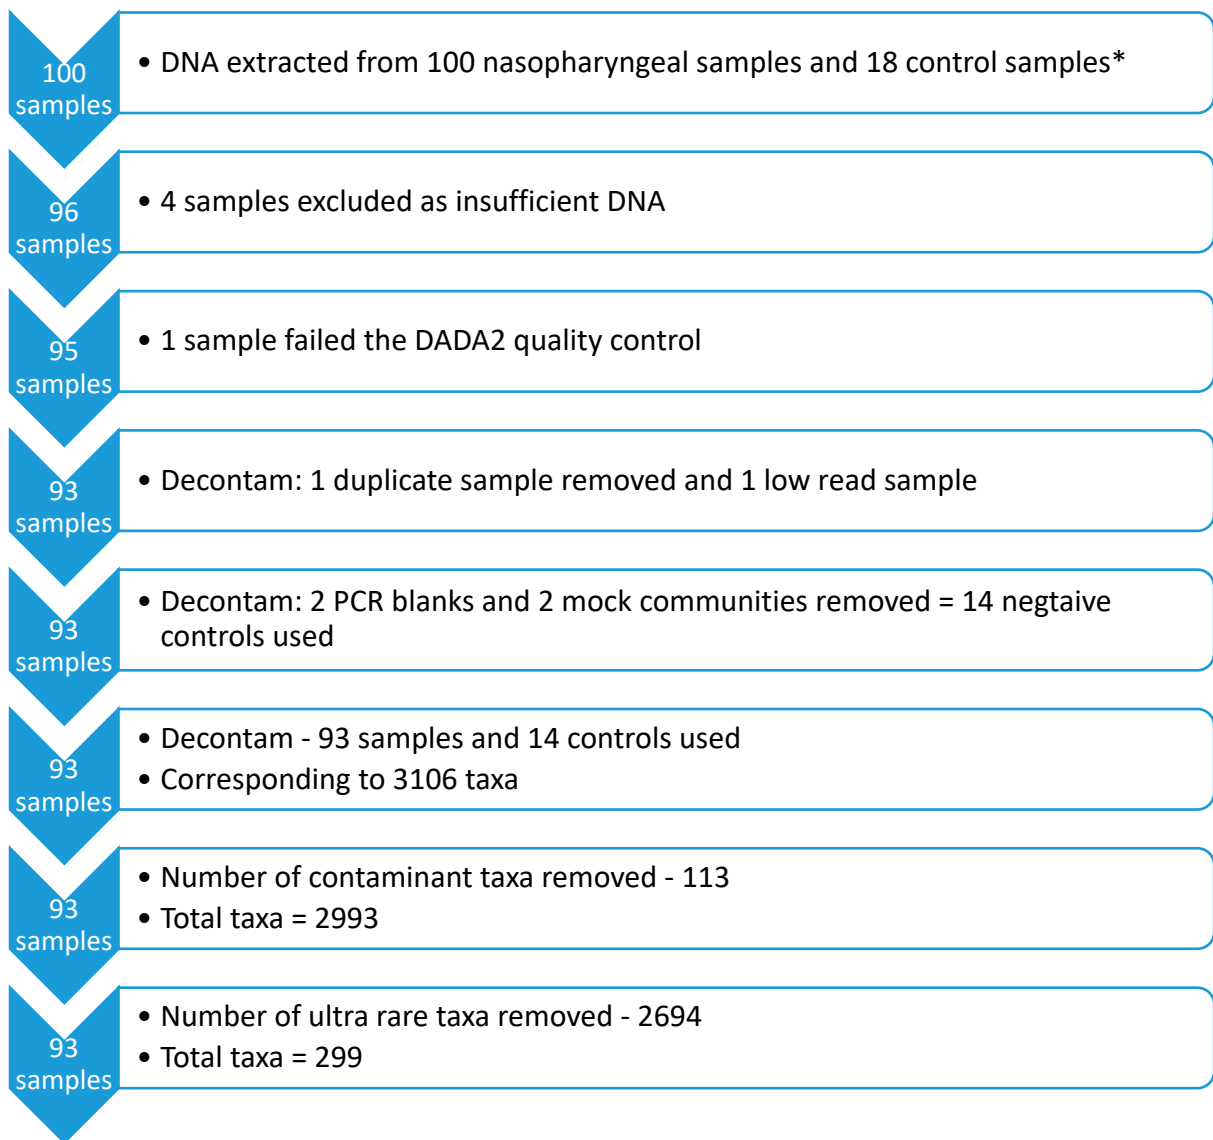 100
samples
• DNA extracted from 100 nasopharyngeal samples and 18 control samples*
96
samples
• 4 samples excluded as insufficient DNA
95
samples
• 1 sample failed the DADA2 quality control
93
samples
• Decontam: 1 duplicate sample removed and 1 low read sample
93
samples
• Decontam: 2 PCR blanks and 2 mock communities removed = 14 negtaive
controls used
93
samples
• Decontam - 93 samples and 14 controls used
• Corresponding to 3106 taxa
93
samples
• Number of contaminant taxa removed - 113
• Total taxa = 2993
93
samples
• Number of ultra rare taxa removed - 2694
• Total taxa = 299